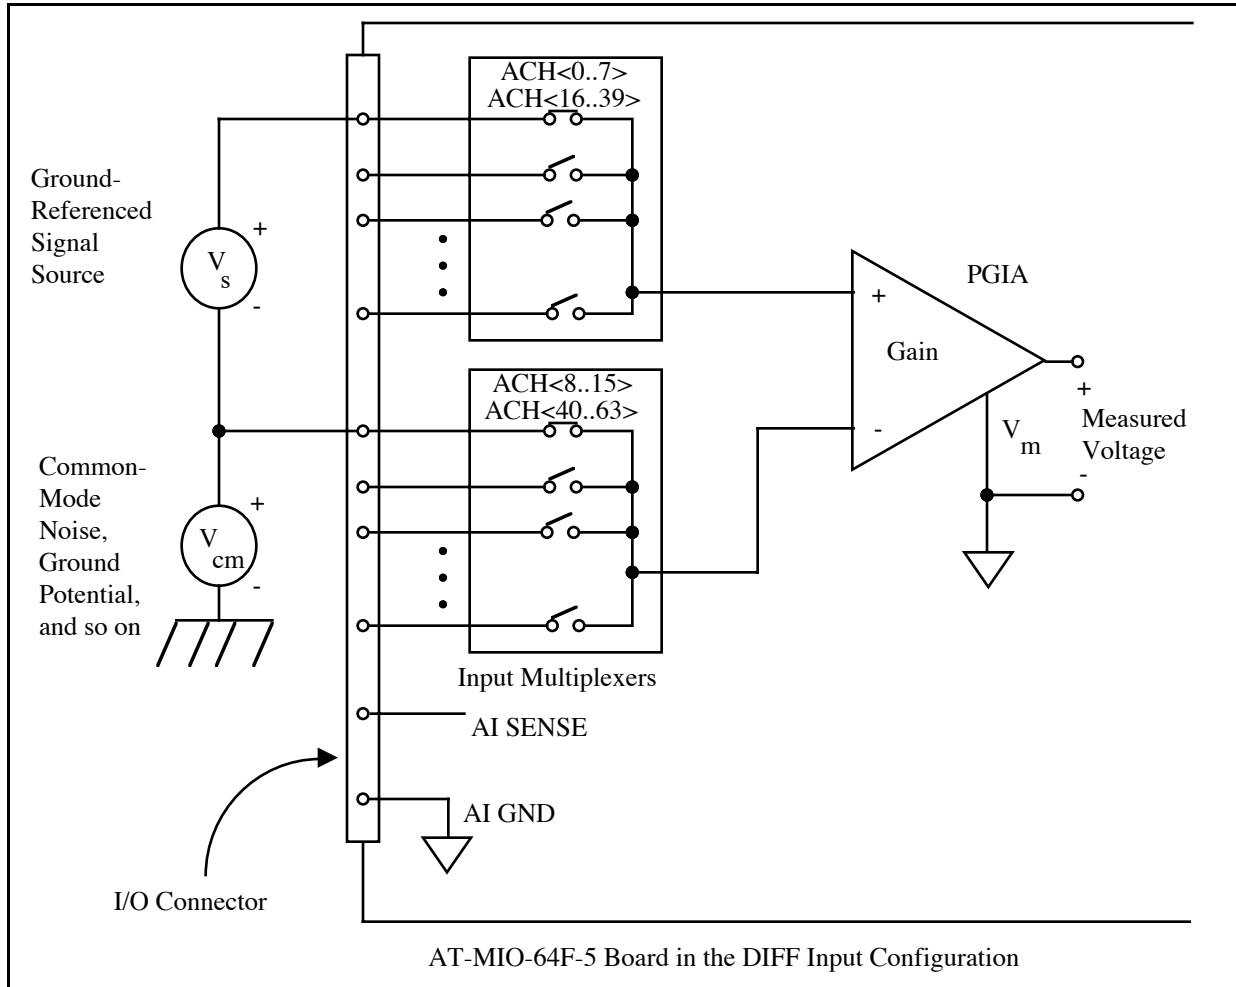 ACH<0..7>
ACH<16..39>
Ground-
Referenced
Signal
Source
+
V
s
-
+
PGIA
Gain
-
+
Measured
Voltage
-
V
m
ACH<8..15>
ACH<40..63>
Common-
Mode
Noise,
Ground
Potential,
and so on
+
V
cm
-
Input Multiplexers
AI SENSE
AI GND
I/O Connector
AT-MIO-64F-5 Board in the DIFF Input Configuration